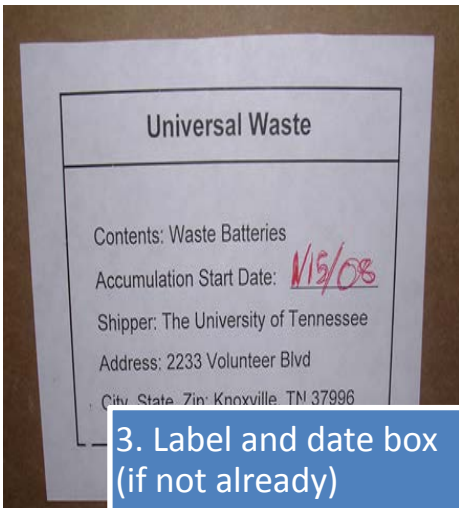 Universal Waste
Contents: Waste Batteries
Accumulation Start Date: 1/15/08
Shipper: The University of Tennessee
Address: 2233 Volunteer Blvd
City, State, Zip: Knoxville, TN 37996
3. Label and date box
(if not already)